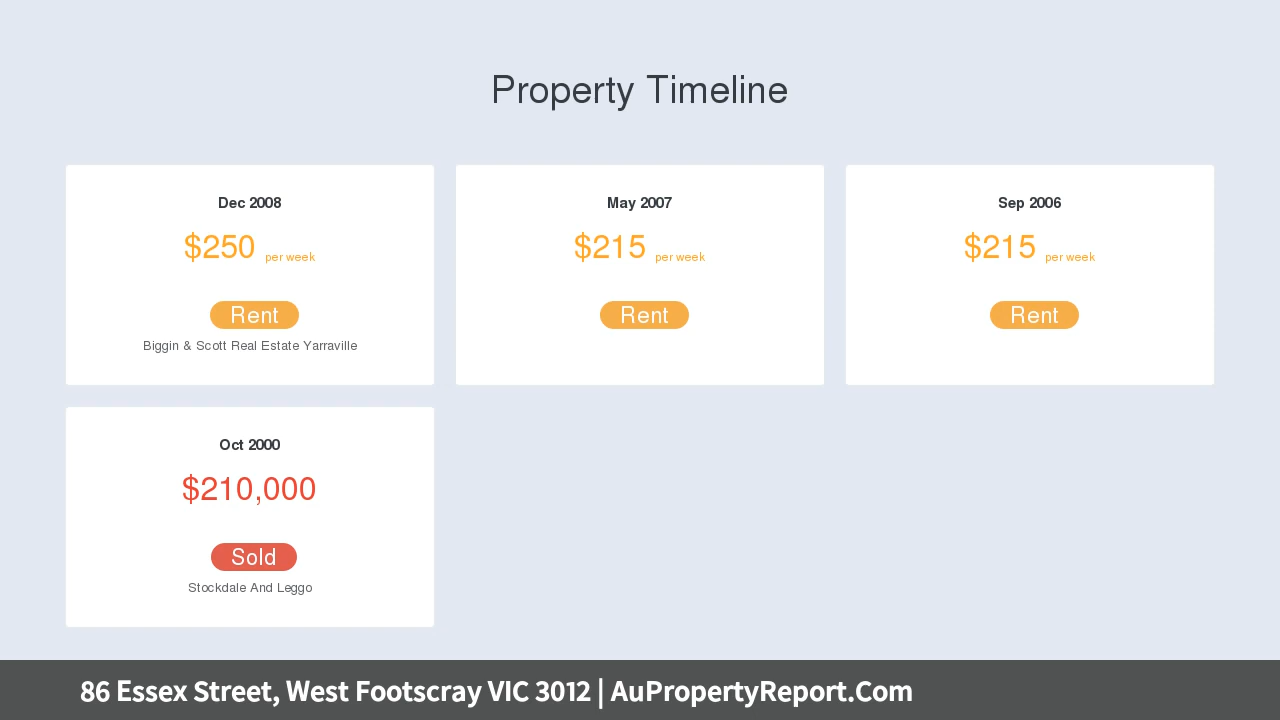 Property Timeline
Dec 2008
$250 per week
Rent
Biggin & Scott Real Estate Yarraville
May 2007
$215 per week
Rent
Sep 2006
$215 per week
Rent
Oct 2000
$210,000
Sold
Stockdale And Leggo
86 Essex Street, West Footscray VIC 3012 | AuPropertyReport.Com